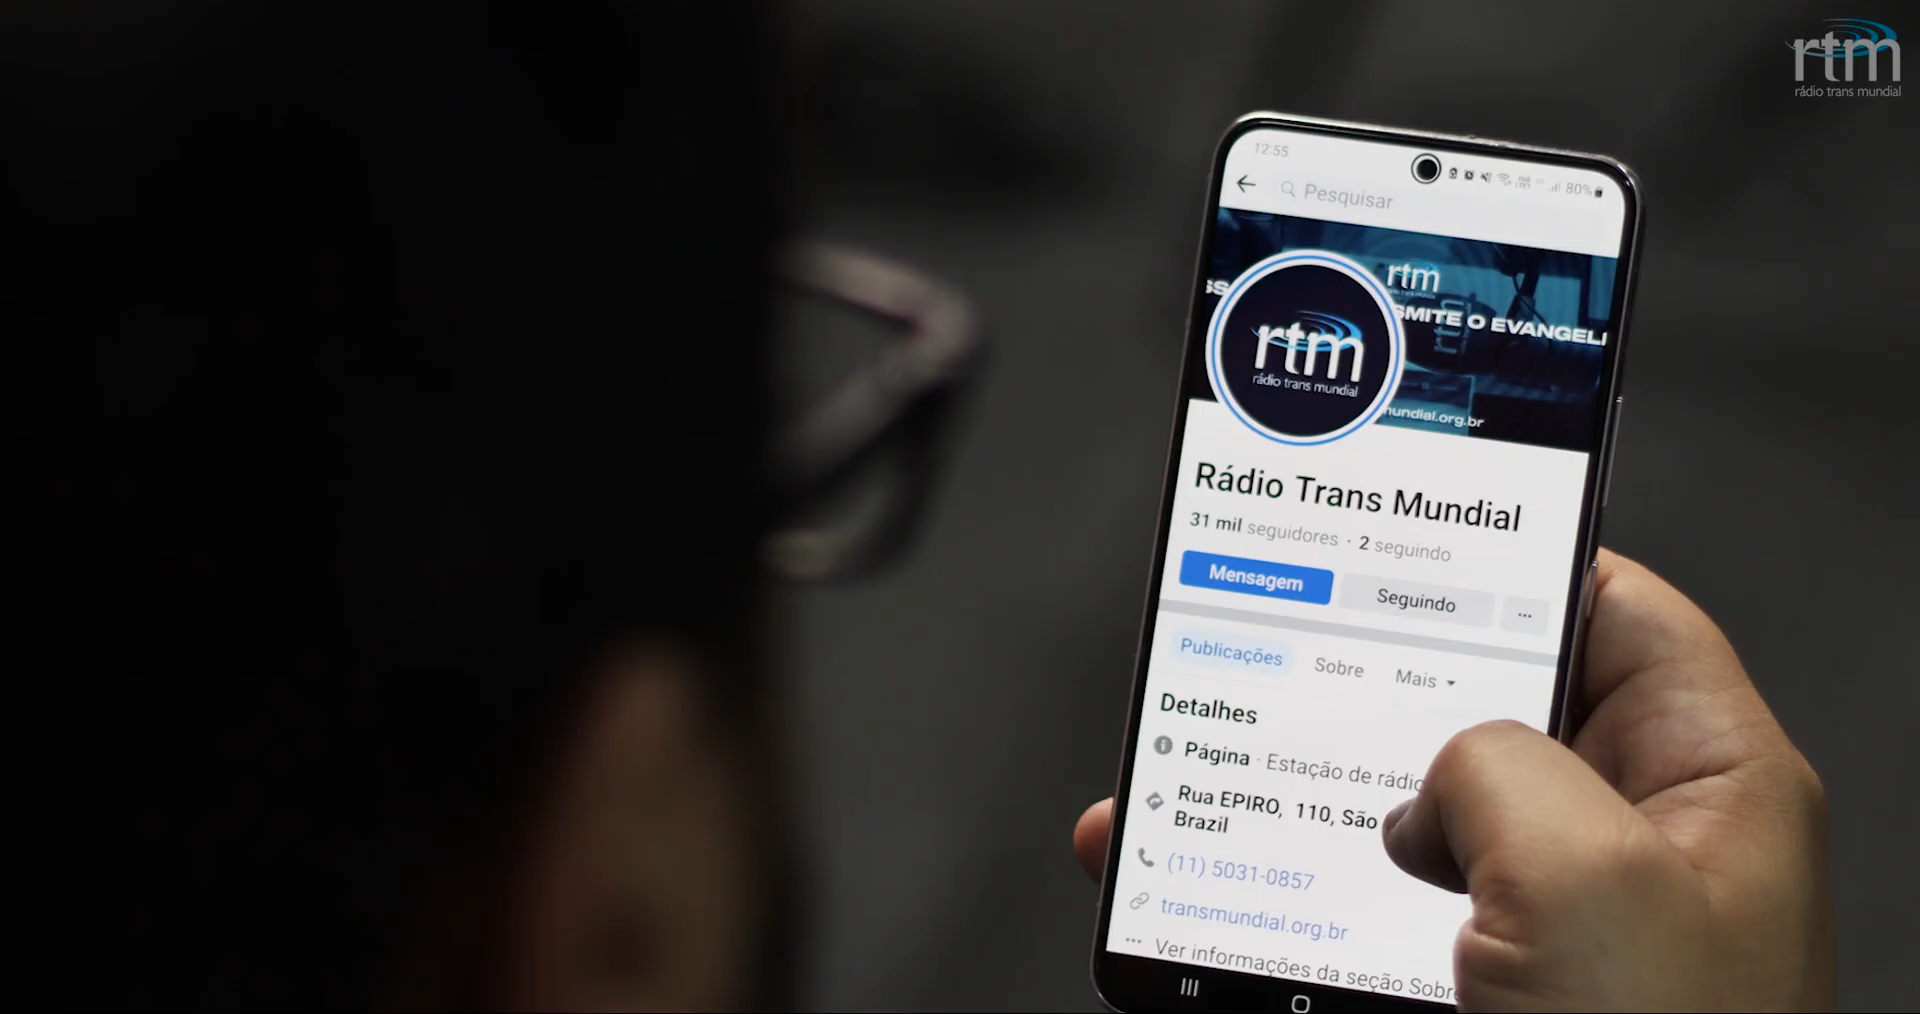 rtm
rádio trans mundial
12:55
80%
Pesquisar
rtm
SMITE O EVANGELI
rtm
rádio trans mundial
mundial.org.br
Rádio Trans Mundial
31 mil seguidores · 2 seguindo
Mensagem Seguindo ...
Publicações Sobre Mais
Detalhes
Página · Estação de rádio
Rua EPIRO, 110, São
Brazil
(11) 5031-0857
transmundial.org.br
... Ver informações da seção Sobre